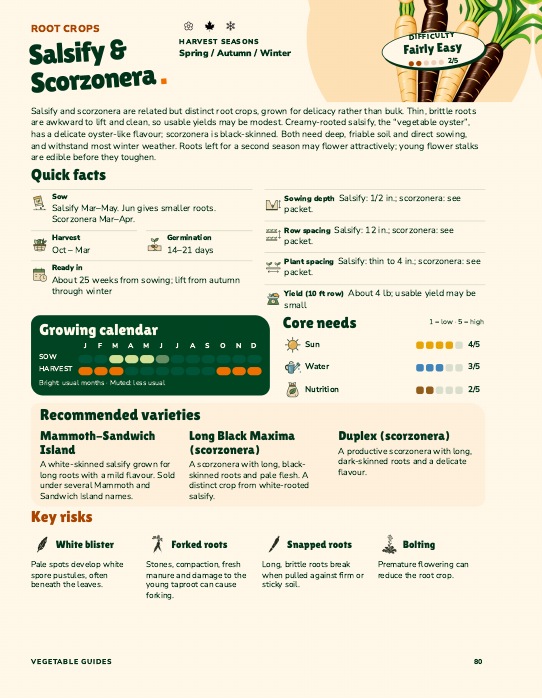 ROOT CROPS
Salsify &
Scorzonera.
HARVEST SEASONS
Spring / Autumn / Winter
DIFFICULTY
Fairly Easy
2/5
Salsify and scorzonera are related but distinct root crops, grown for delicacy rather than bulk. Thin, brittle roots
are awkward to lift and clean, so usable yields may be modest. Creamy-rooted salsify, the "vegetable oyster",
has a delicate oyster-like flavour; scorzonera is black-skinned. Both need deep, friable soil and direct sowing,
and withstand most winter weather. Roots left for a second season may flower attractively; young flower stalks
are edible before they toughen.
Quick facts
Sow
Salsify Mar–May. Jun gives smaller roots.
Scorzonera Mar–Apr.
Harvest
Oct – Mar
Germination
14–21 days
Ready in
About 25 weeks from sowing; lift from autumn
through winter
Sowing depth Salsify: 1/2 in.; scorzonera: see
packet.
Row spacing Salsify: 12 in.; scorzonera: see
packet.
Plant spacing Salsify: thin to 4 in.; scorzonera: see
packet.
Yield (10 ft row) About 4 lb; usable yield may be
small
Growing calendar
J F M A M J J A S O N D
SOW
HARVEST
Bright: usual months · Muted: less usual
Core needs
1 = low · 5 = high
Sun 4/5
Water 3/5
Nutrition 2/5
Recommended varieties
Mammoth-Sandwich
Island
A white-skinned salsify grown for
long roots with a mild flavour. Sold
under several Mammoth and
Sandwich Island names.
Long Black Maxima
(scorzonera)
A scorzonera with long, black-
skinned roots and pale flesh. A
distinct crop from white-rooted
salsify.
Duplex (scorzonera)
A productive scorzonera with long,
dark-skinned roots and a delicate
flavour.
Key risks
White blister
Pale spots develop white
spore pustules, often
beneath the leaves.
Forked roots
Stones, compaction, fresh
manure and damage to the
young taproot can cause
forking.
Snapped roots
Long, brittle roots break
when pulled against firm or
sticky soil.
Bolting
Premature flowering can
reduce the root crop.
VEGETABLE GUIDES
80